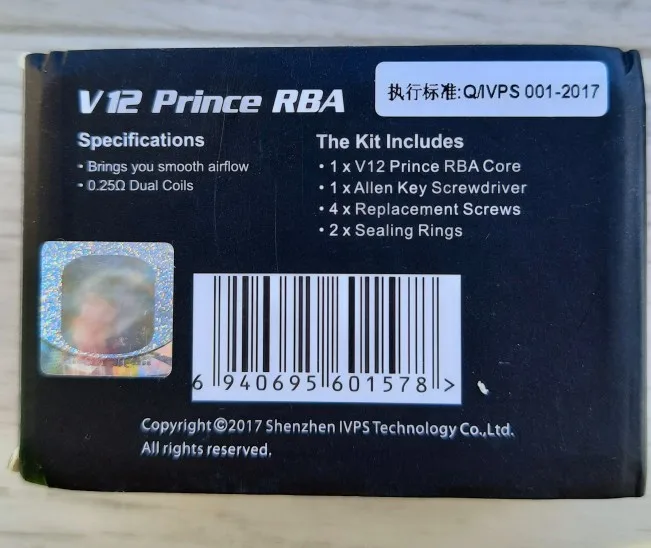 V12 Prince RBA
执行标准:Q/IVPS 001-2017
Specifications
• Brings you smooth airflow
• 0.25Ω Dual Coils
The Kit Includes
• 1 x V12 Prince RBA Core
• 1 x Allen Key Screwdriver
• 4 x Replacement Screws
• 2 x Sealing Rings
6 940695 601578 >
Copyright ©2017 Shenzhen IVPS Technology Co.,Ltd.
All rights reserved.